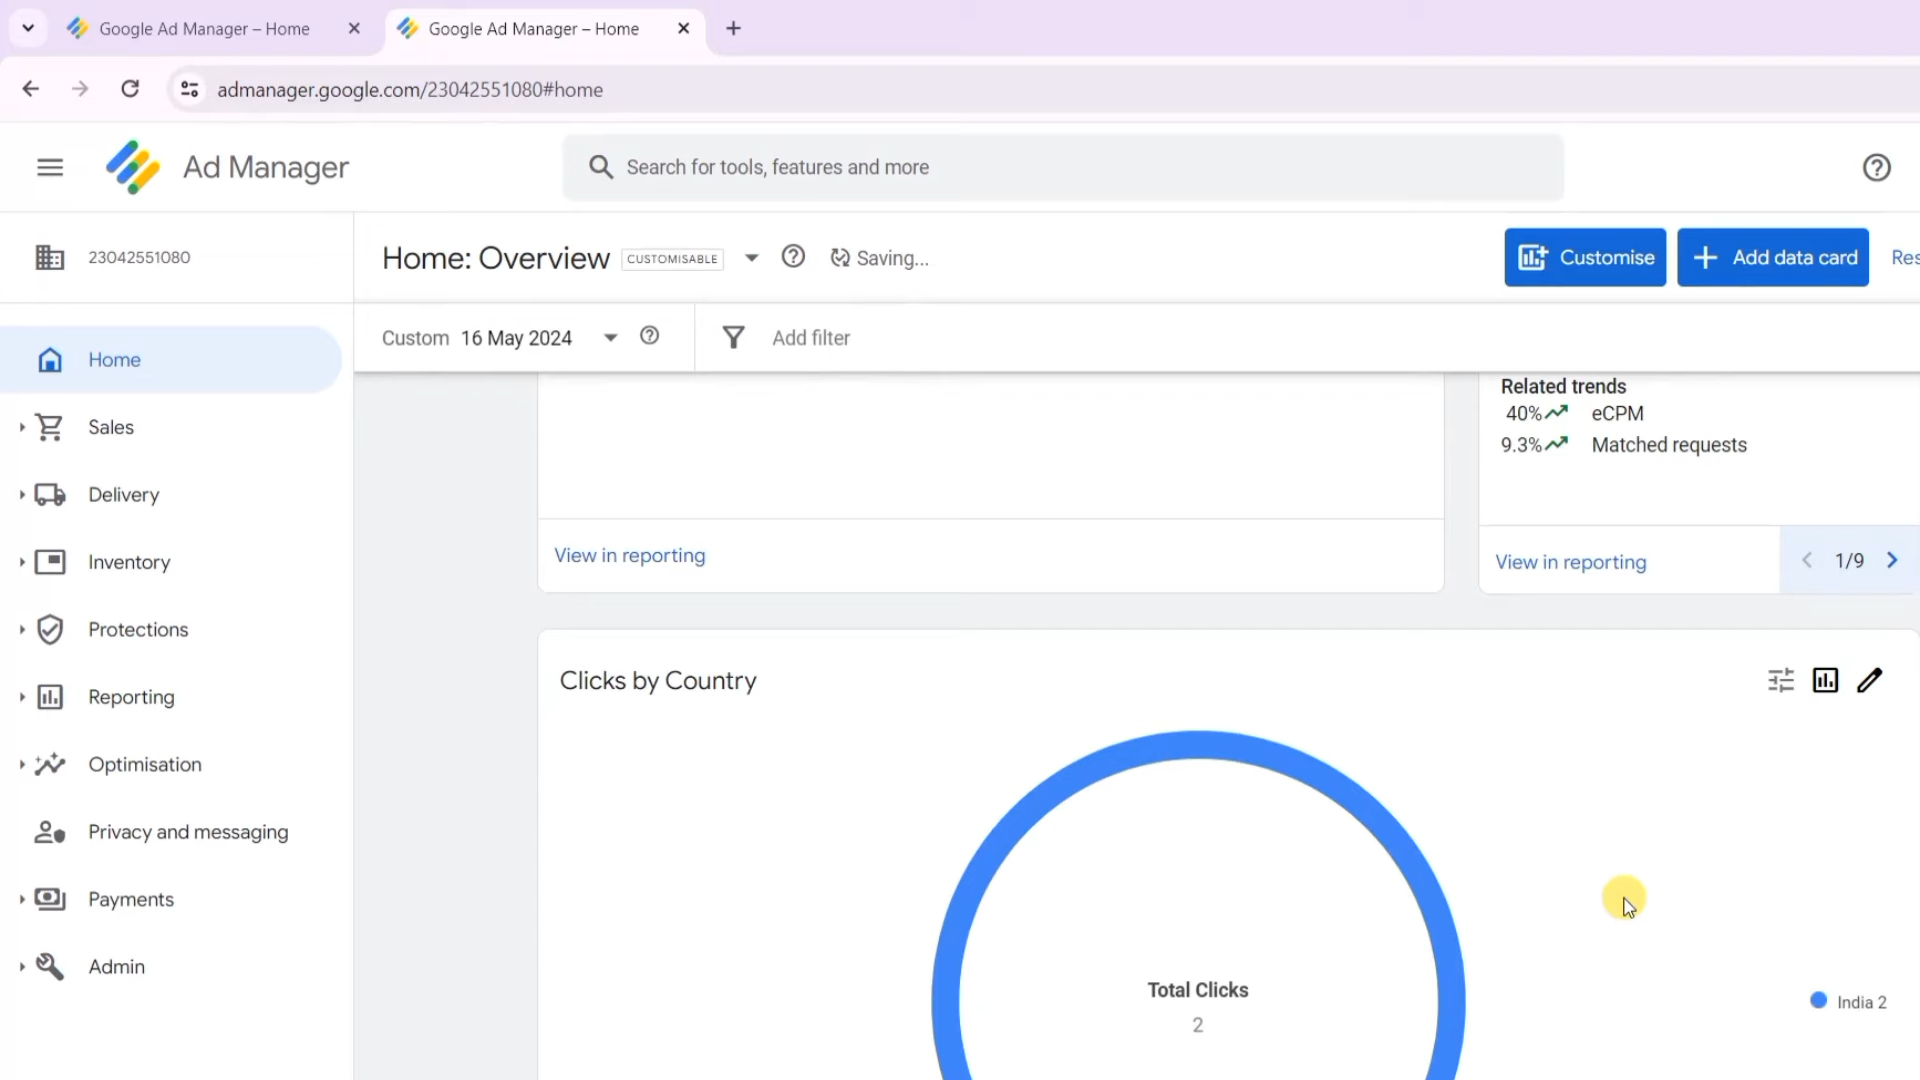 Google Ad Manager – Home
Google Ad Manager – Home
admanager.google.com/23042551080#home
Ad Manager
Search for tools, features and more
23042551080
Home: Overview
CUSTOMISABLE
Saving...
Customise
Add data card
Res
Custom 16 May 2024
Add filter
Home
Sales
Delivery
Inventory
Protections
Reporting
Optimisation
Privacy and messaging
Payments
Admin
View in reporting
Related trends
40% eCPM
9.3% Matched requests
View in reporting
1/9
Clicks by Country
Total Clicks
2
India 2